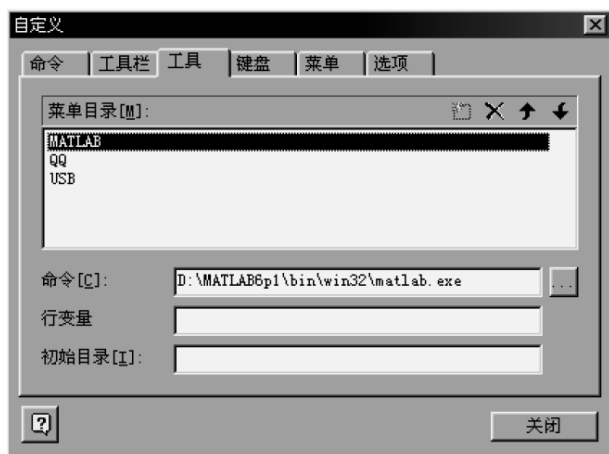 自定义
命令 工具栏 工具 键盘 菜单 选项
菜单目录[M]:
MATLAB
QQ
USB
命令[C]: D:\MATLAB6p1\bin\win32\matlab.exe ...
行变量
初始目录[I]:
关闭